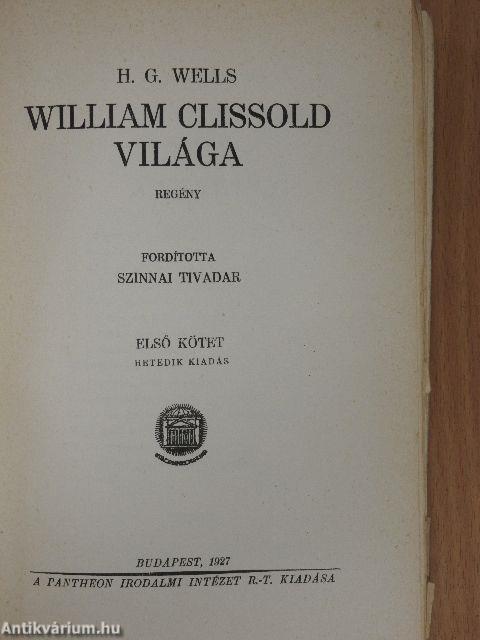 H. G. WELLS
WILLIAM CLISSOLD
VILÁGA
REGÉNY
FORDÍTOTTA
SZINNAI TIVADAR
ELSŐ KÖTET
HETEDIK KIADÁS
BUDAPEST, 1927
A PANTHEON IRODALMI INTÉZET R.-T. KIADÁSA
Antikvárium.hu